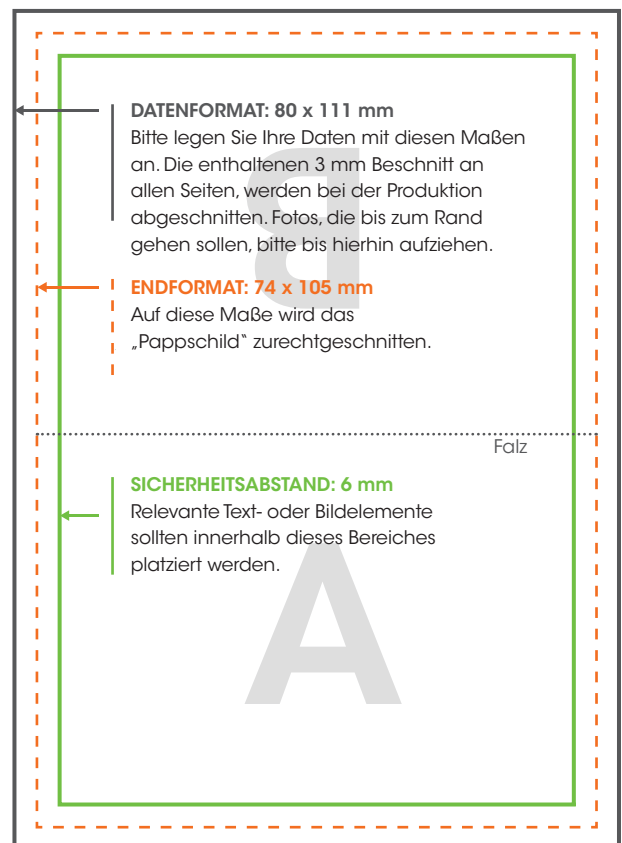 DATENFORMAT: 80 x 111 mm
Bitte legen Sie Ihre Daten mit diesen Maßen
an. Die enthaltenen 3 mm Beschnitt an
allen Seiten, werden bei der Produktion
abgeschnitten. Fotos, die bis zum Rand
gehen sollen, bitte bis hierhin aufziehen.
B
ENDFORMAT: 74 x 105 mm
Auf diese Maße wird das
„Pappschild“ zurechtgeschnitten.
Falz
SICHERHEITSABSTAND: 6 mm
Relevante Text- oder Bildelemente
sollten innerhalb dieses Bereiches
platziert werden.
A